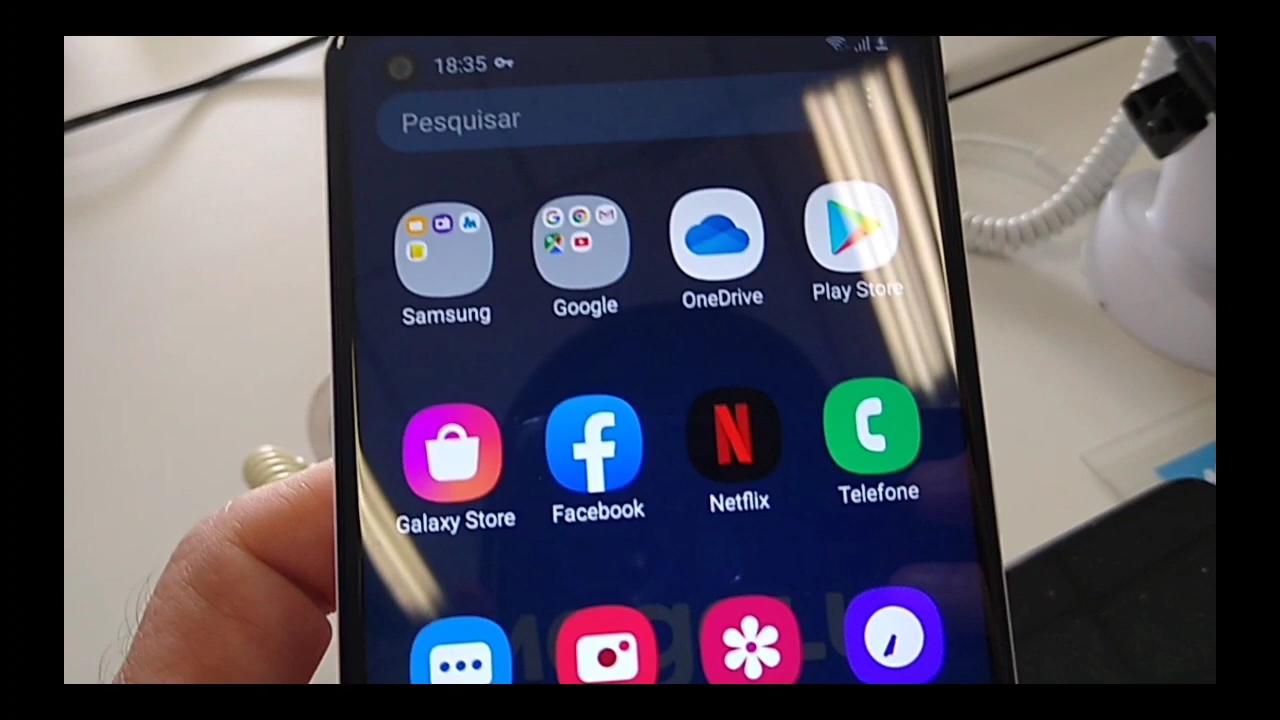 18:35
Pesquisar
Samsung
Google
OneDrive
Play Store
Galaxy Store
Facebook
Netflix
Telefone